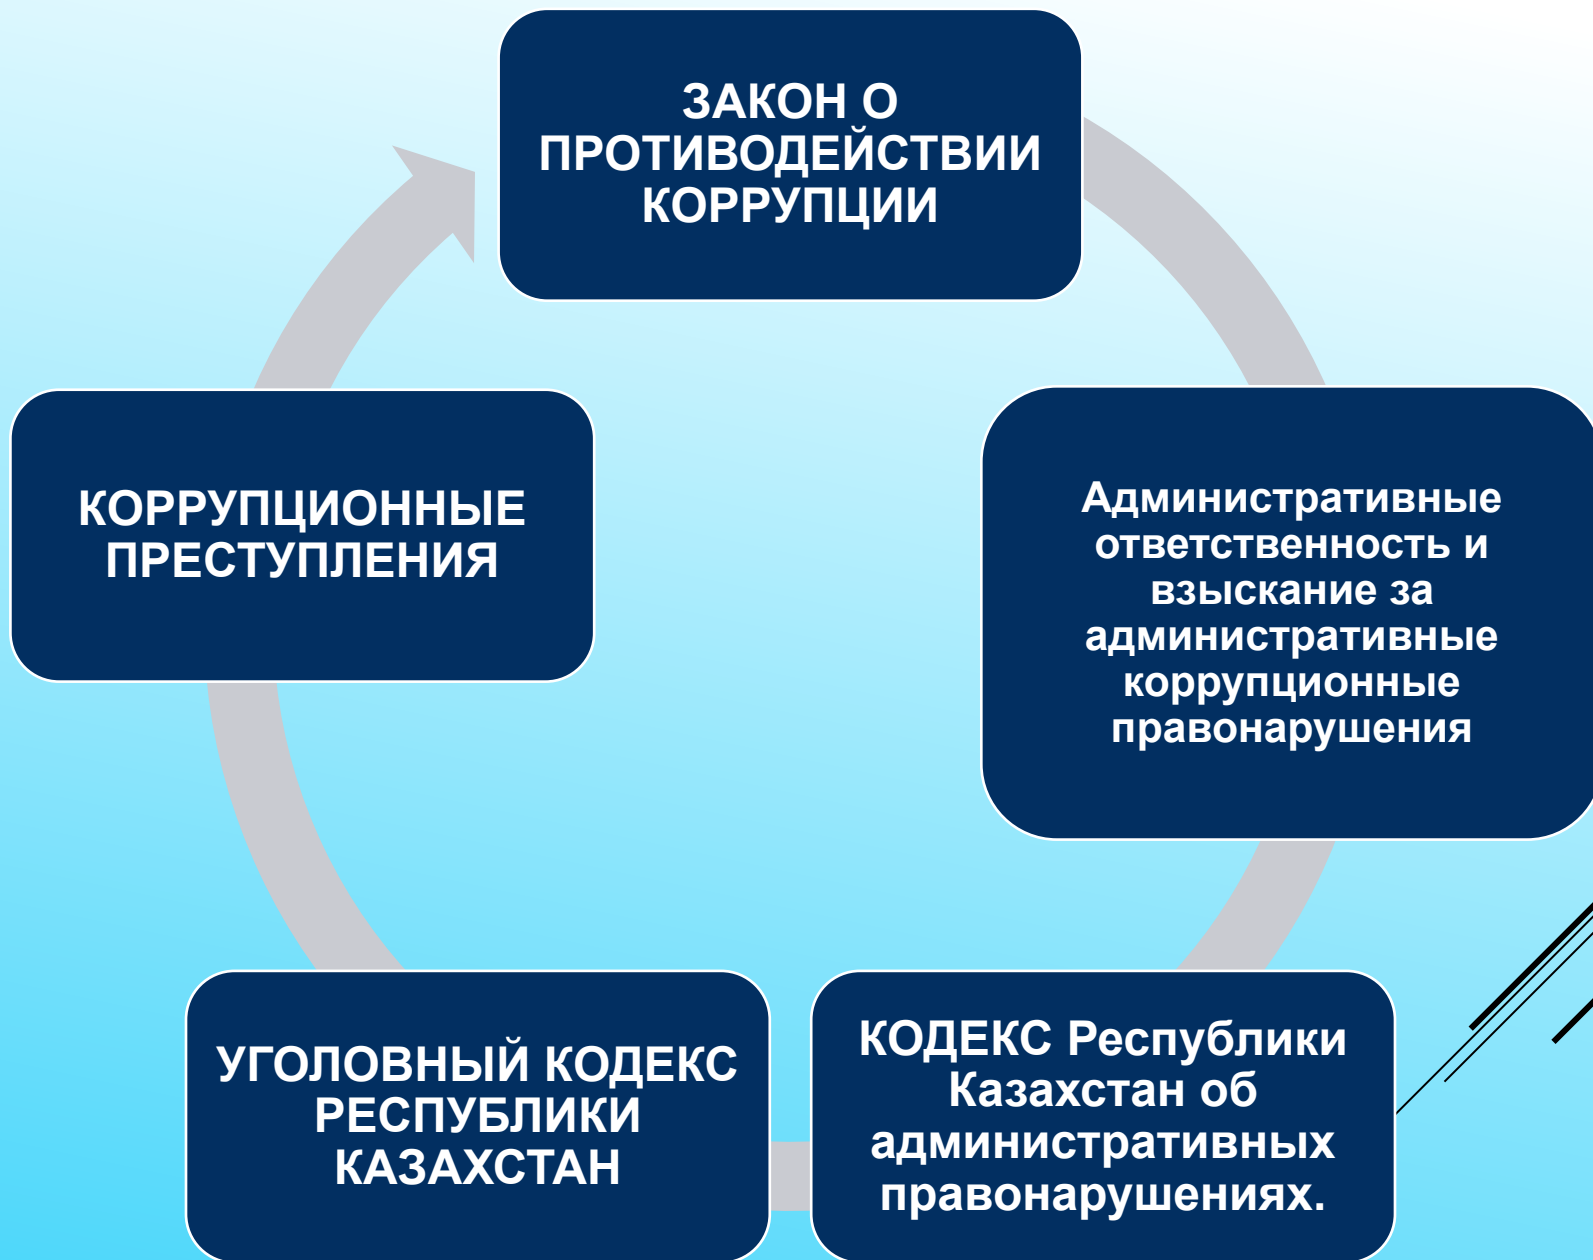 ЗАКОН О
ПРОТИВОДЕЙСТВИИ
КОРРУПЦИИ
Административные
ответственность и
взыскание за
административные
коррупционные
правонарушения
КОДЕКС Республики
Казахстан об
административных
правонарушениях.
УГОЛОВНЫЙ КОДЕКС
РЕСПУБЛИКИ
КАЗАХСТАН
КОРРУПЦИОННЫЕ
ПРЕСТУПЛЕНИЯ